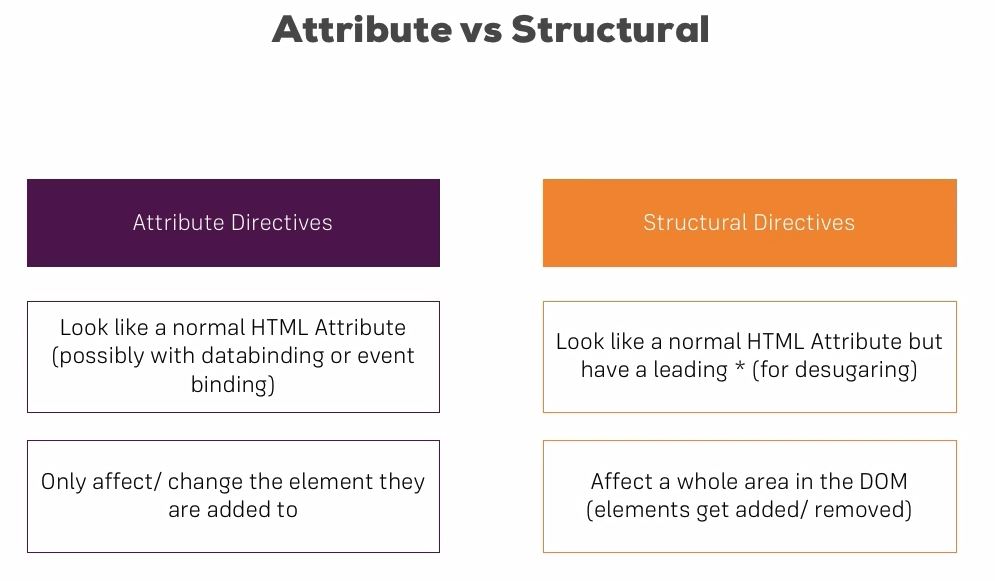 Attribute vs Structural
Attribute Directives
Structural Directives
Look like a normal HTML Attribute
(possibly with databinding or event
binding)
Look like a normal HTML Attribute but
have a leading * (for desugaring)
Only affect/ change the element they
are added to
Affect a whole area in the DOM
(elements get added/ removed)